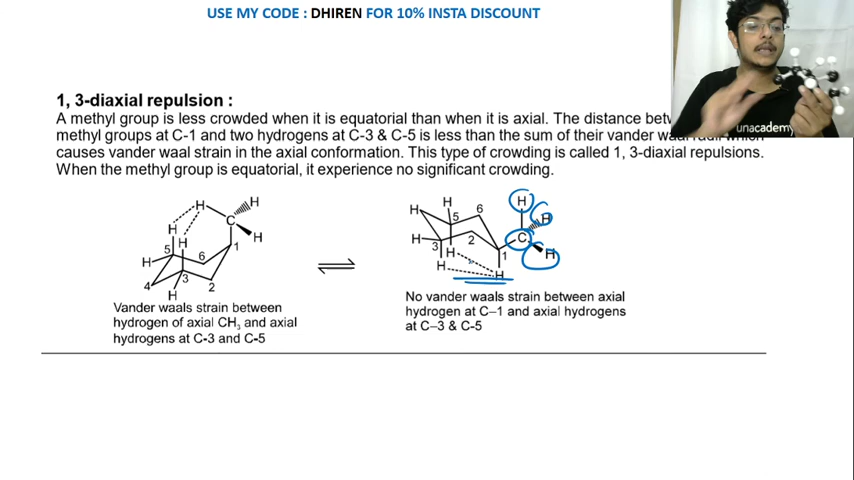 USE MY CODE : DHIREN FOR 10% INSTA DISCOUNT
1, 3-diaxial repulsion :
A methyl group is less crowded when it is equatorial than when it is axial. The distance
methyl groups at C-1 and two hydrogens at C-3 & C-5 is less than the sum of their vander
causes vander waal strain in the axial conformation. This type of crowding is called 1, 3-diaxial repulsions.
When the methyl group is equatorial, it experience no significant crowding.
unacademy
H H
C
H H
H
H 5 6 1
4 3 2
H
H H
H 5 6 H
C
H 3 2 H
H 1
H H
Vander waals strain between
hydrogen of axial CH3 and axial
hydrogens at C-3 and C-5
No vander waals strain between axial
hydrogen at C–1 and axial hydrogens
at C–3 & C-5